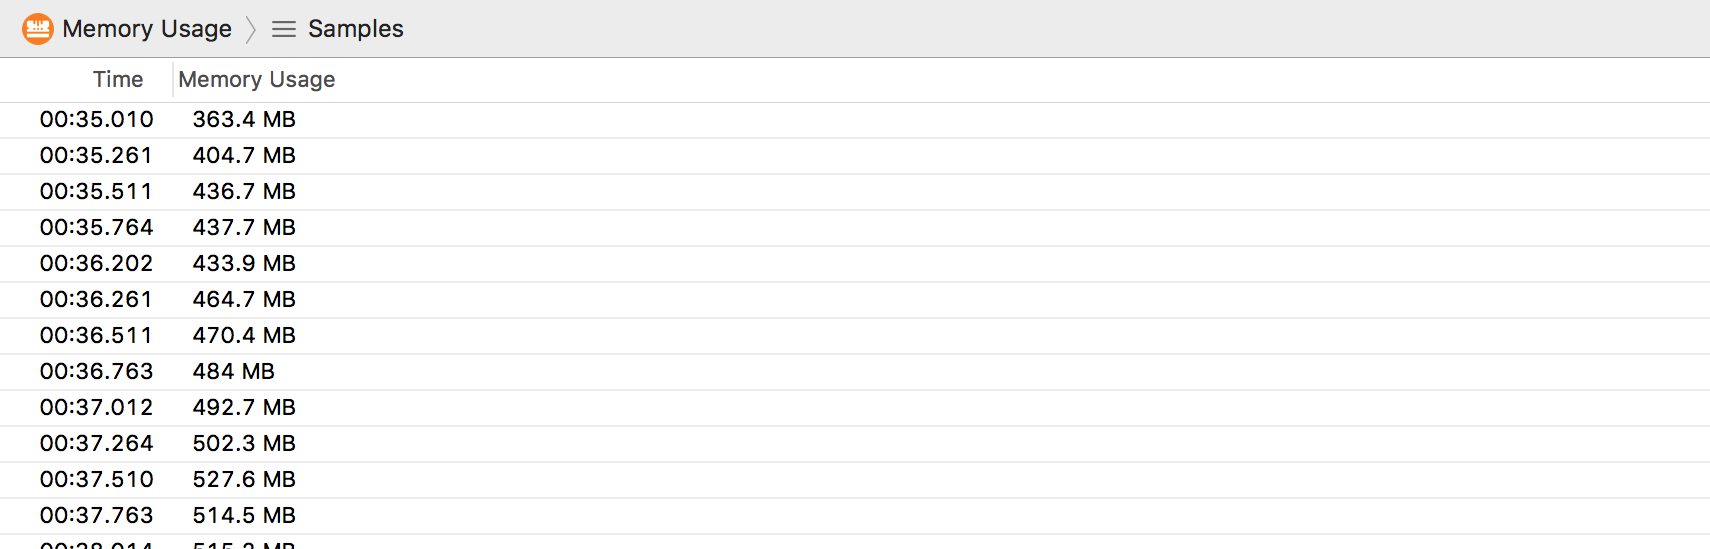 Memory Usage Samples
Time Memory Usage
00:35.010 363.4 MB
00:35.261 404.7 MB
00:35.511 436.7 MB
00:35.764 437.7 MB
00:36.202 433.9 MB
00:36.261 464.7 MB
00:36.511 470.4 MB
00:36.763 484 MB
00:37.012 492.7 MB
00:37.264 502.3 MB
00:37.510 527.6 MB
00:37.763 514.5 MB